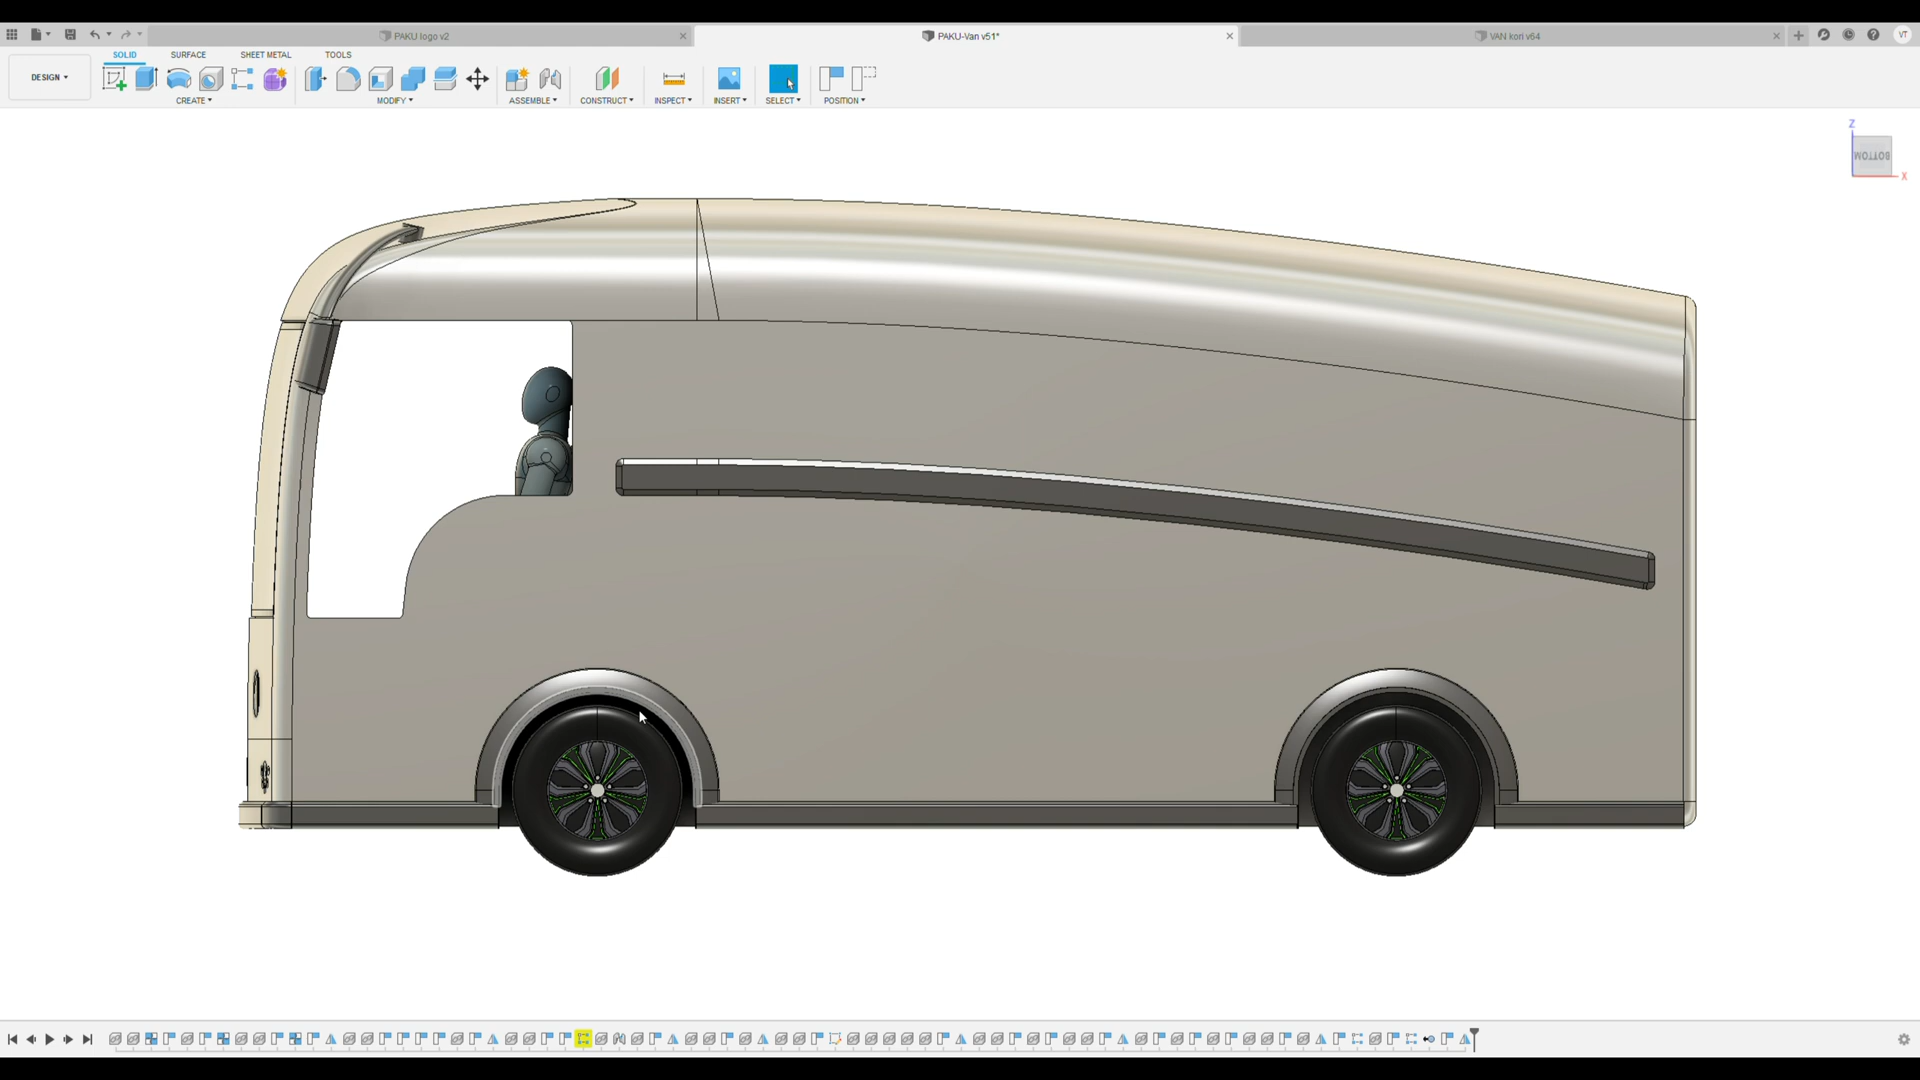 PAKU logo v2
PAKU-Van v51*
VAN kori v64
VT
SOLID
SURFACE
SHEET METAL
TOOLS
DESIGN
CREATE
MODIFY
ASSEMBLE
CONSTRUCT
INSPECT
INSERT
SELECT
POSITION
Z
BOTTOM
X